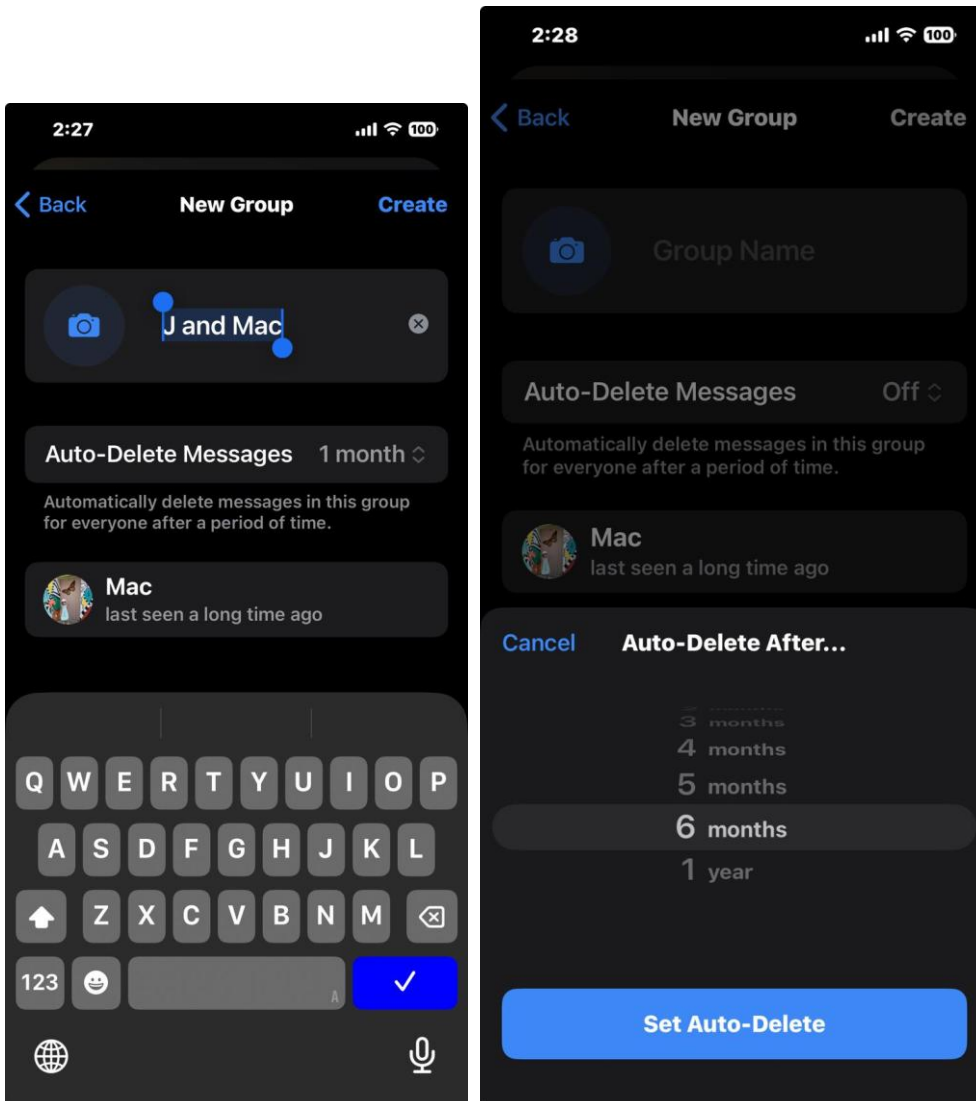 2:27
100
Back New Group Create
J and Mac
Auto-Delete Messages 1 month
Automatically delete messages in this group
for everyone after a period of time.
Mac
last seen a long time ago
Q W E R T Y U I O P
A S D F G H J K L
Z X C V B N M
123
A
2:28
100
Back New Group Create
Group Name
Auto-Delete Messages Off
Automatically delete messages in this group
for everyone after a period of time.
Mac
last seen a long time ago
Cancel Auto-Delete After...
3 months
4 months
5 months
6 months
1 year
Set Auto-Delete